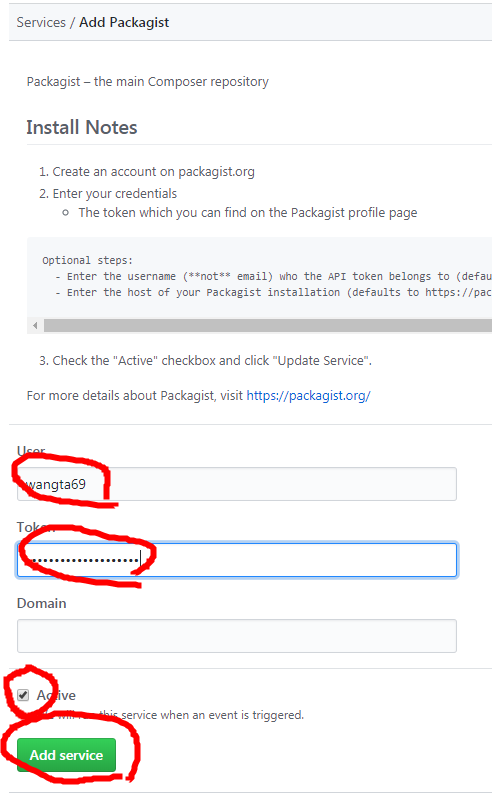 Services / Add Packagist
Packagist – the main Composer repository
Install Notes
1. Create an account on packagist.org
2. Enter your credentials
The token which you can find on the Packagist profile page
Optional steps:
- Enter the username (**not** email) who the API token belongs to (defau
- Enter the host of your Packagist installation (defaults to https://pac
3. Check the "Active" checkbox and click "Update Service".
For more details about Packagist, visit https://packagist.org/
User
wangta69
Token
Domain
Active
will run this service when an event is triggered.
Add service